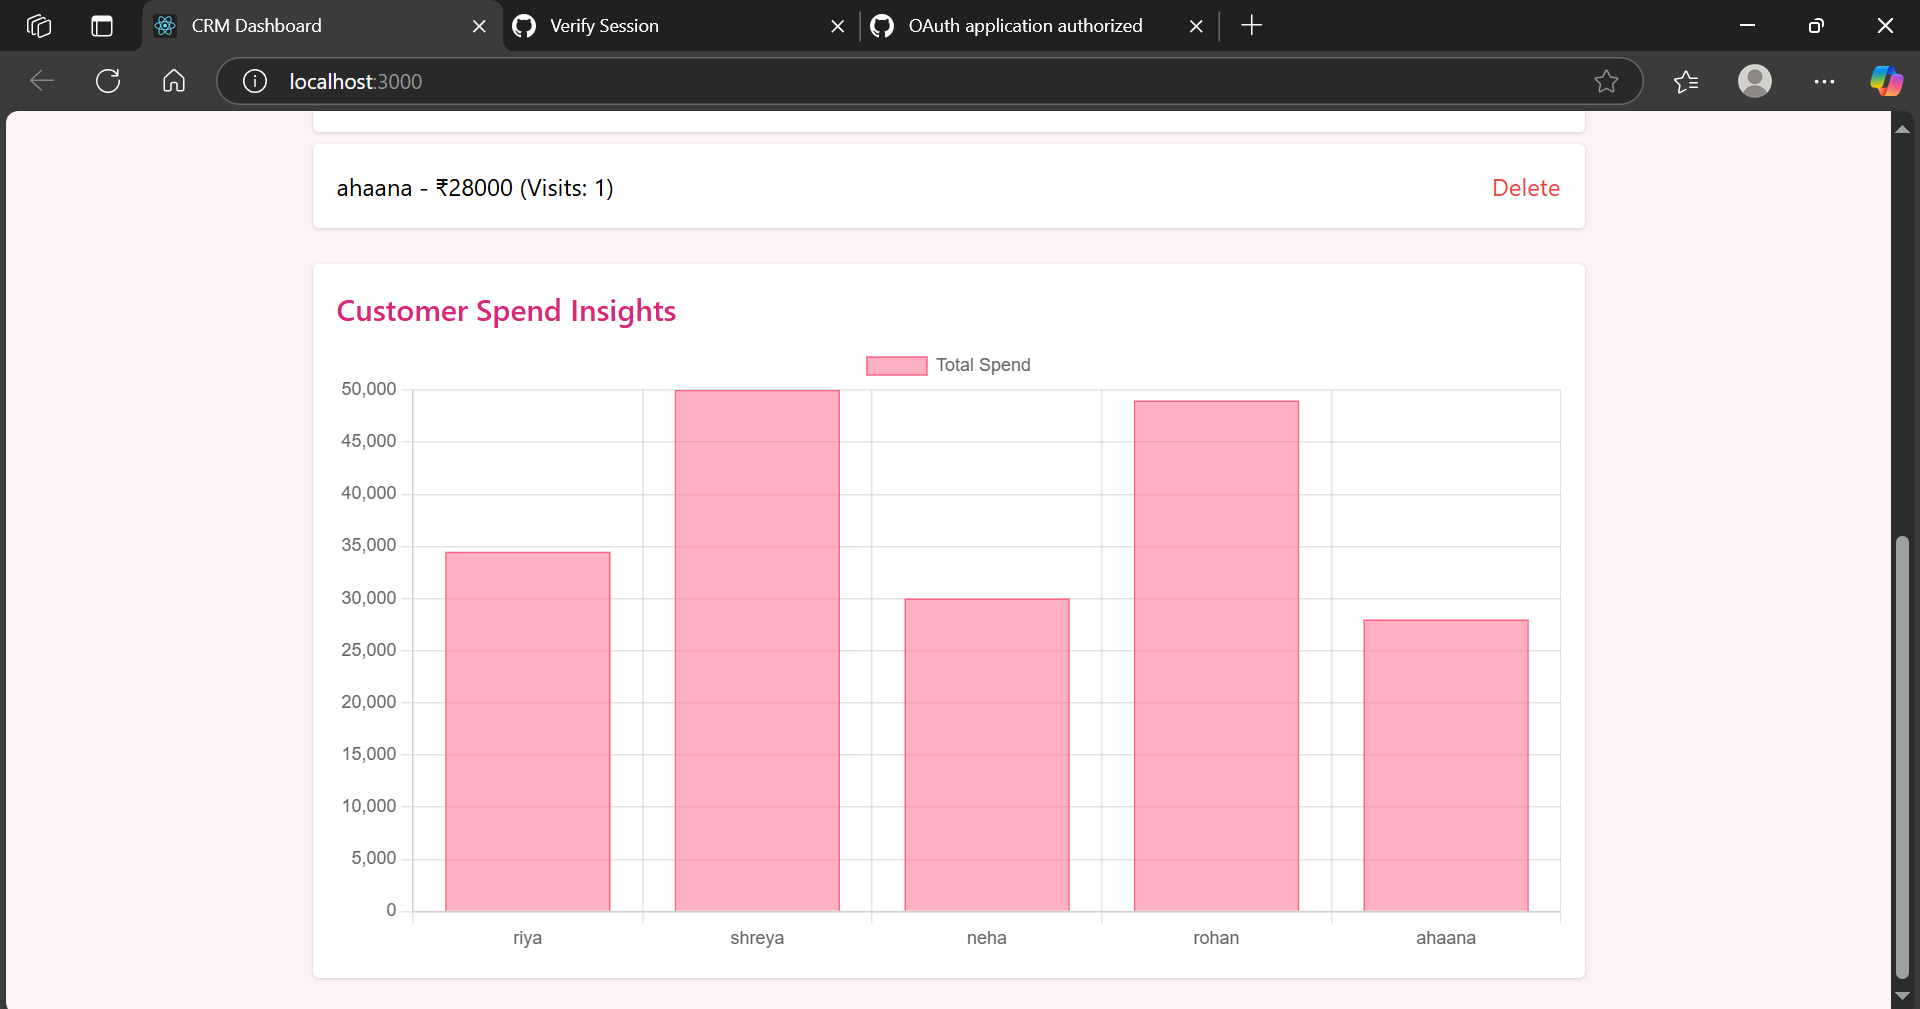 CRM Dashboard
Verify Session
OAuth application authorized
localhost:3000
ahaana - ₹28000 (Visits: 1)
Delete
Customer Spend Insights
Total Spend
50,000
45,000
40,000
35,000
30,000
25,000
20,000
15,000
10,000
5,000
0
riya shreya neha rohan ahaana